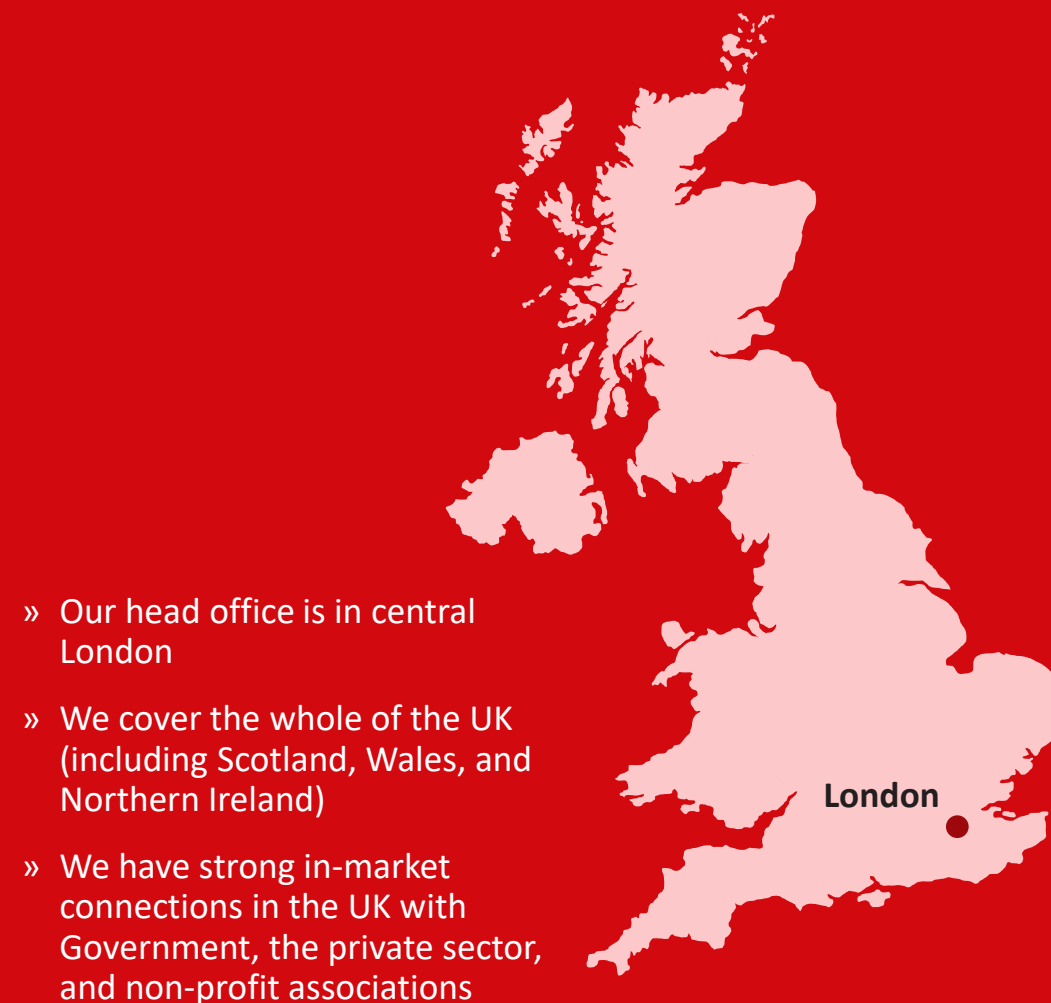 » Our head office is in central
London
» We cover the whole of the UK
(including Scotland, Wales, and
Northern Ireland)
» We have strong in-market
connections in the UK with
Government, the private sector,
and non-profit associations
London